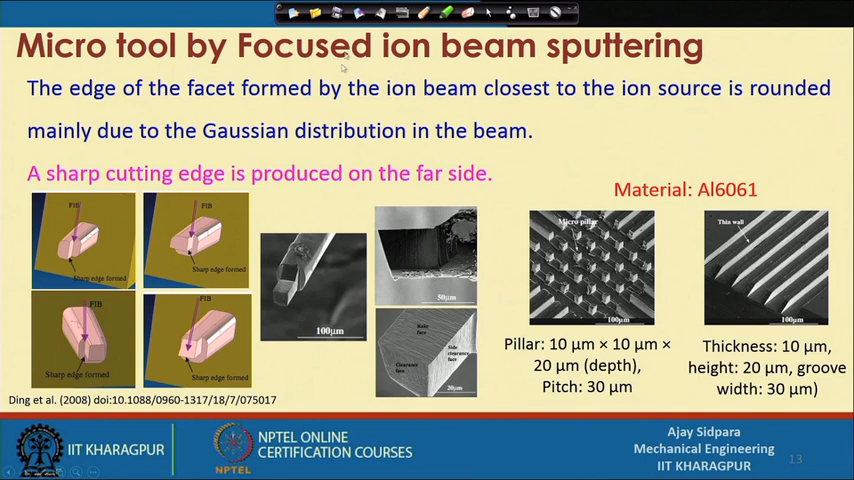 Micro tool by Focused ion beam sputtering
The edge of the facet formed by the ion beam closest to the ion source is rounded
mainly due to the Gaussian distribution in the beam.
A sharp cutting edge is produced on the far side.
Material: Al6061
FIB
Sharp edge formed
FIB
Sharp edge formed
FIB
Sharp edge formed
FIB
Sharp edge formed
100μm
50μm
Rake face
Side clearance face
Clearance face
20μm
Micro pillar
100μm
Thin wall
100μm
Pillar: 10 μm × 10 μm ×
20 μm (depth),
Pitch: 30 μm
Thickness: 10 μm,
height: 20 μm, groove
width: 30 μm)
Ding et al. (2008) doi:10.1088/0960-1317/18/7/075017
IIT KHARAGPUR
NPTEL
NPTEL ONLINE
CERTIFICATION COURSES
Ajay Sidpara
Mechanical Engineering
IIT KHARAGPUR
13